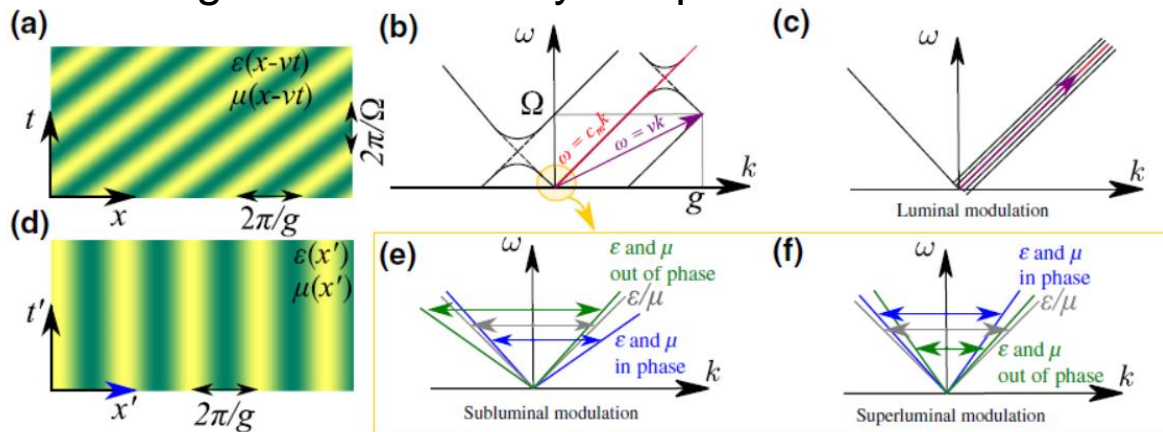 (a)
ε(x-vt)
μ(x-vt)
t
x
2π/g
2π/Ω
(b)
ω
Ω
ω = cₘk
ω = vk
k
g
(c)
ω
k
Luminal modulation
(d)
ε(x')
μ(x')
t'
x'
2π/g
(e)
ω
ε and μ
out of phase
ε/μ
ε and μ
in phase
k
Subluminal modulation
(f)
ω
ε and μ
in phase
ε/μ
ε and μ
out of phase
k
Superluminal modulation